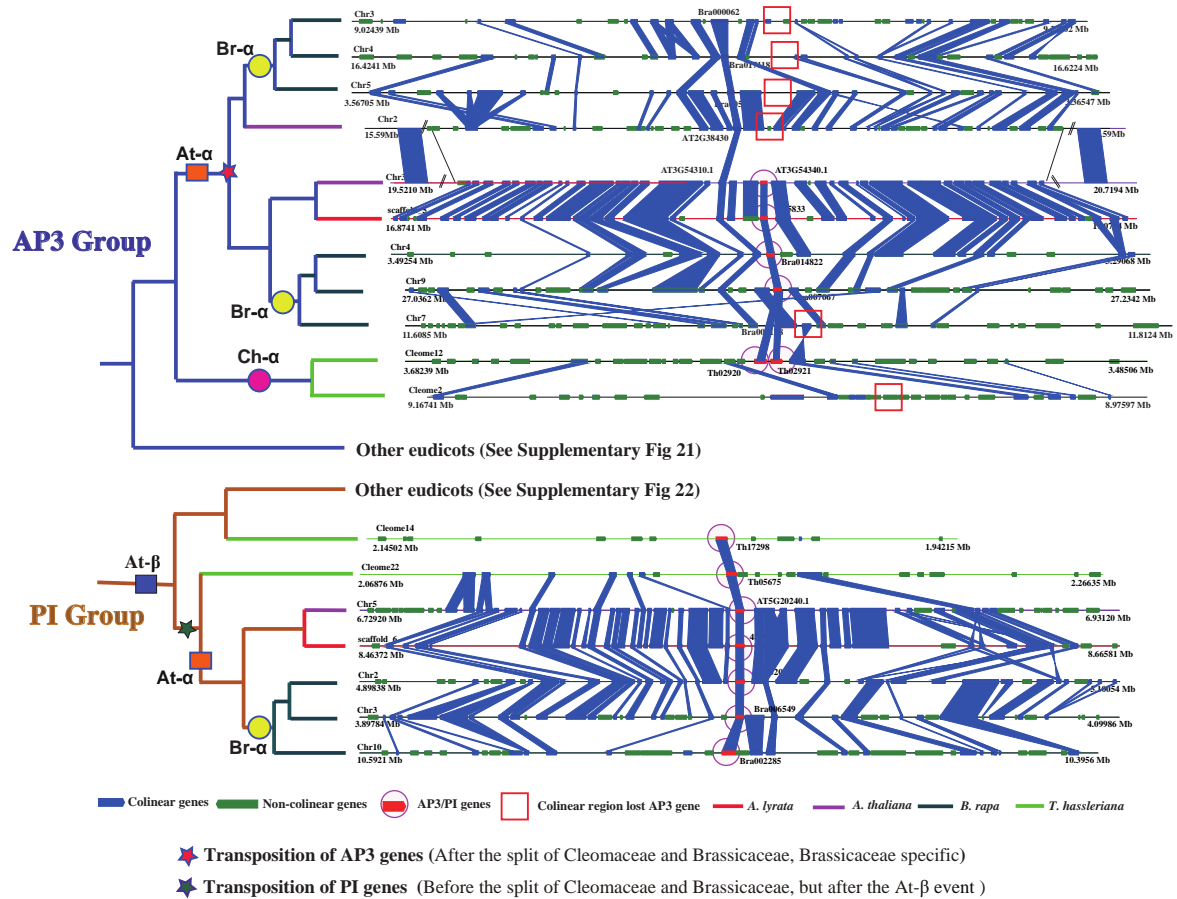 Chr3
Bra000062
9.02439 Mb
Br-α
Chr4
16.4241 Mb
16.6224 Mb
Chr5
3.56705 Mb
3.36547 Mb
Chr2
15.59Mb
AT2G38430
.59Mb
At-α
AT3G54310.1
AT3G54340.1
19.5210 Mb
20.7194 Mb
16.8741 Mb
AP3 Group
Chr4
3.49254 Mb
Bra014822
3.29068 Mb
Chr9
27.0362 Mb
27.2342 Mb
Br-α
Chr7
11.6085 Mb
11.8124 Mb
Ch-α
Cleome12
3.68239 Mb
Th02920
Th02921
3.48506 Mb
Cleome2
9.16741 Mb
8.97597 Mb
Other eudicots (See Supplementary Fig 21)
Other eudicots (See Supplementary Fig 22)
Cleome14
2.14502 Mb
Th17298
1.94215 Mb
At-β
Cleome22
2.06876 Mb
Th05675
2.26635 Mb
PI Group
Chr5
6.72920 Mb
AT5G20240.1
6.93120 Mb
scaffold_6
8.46372 Mb
8.66581 Mb
At-α
Chr2
4.89838 Mb
Chr3
3.89784 Mb
Bra006549
4.09986 Mb
Br-α
Chr10
10.5921 Mb
Bra002285
10.3956 Mb
Colinear genes
Non-colinear genes
AP3/PI genes
Colinear region lost AP3 gene
A. lyrata
A. thaliana
B. rapa
T. hassleriana
Transposition of AP3 genes (After the split of Cleomaceae and Brassicaceae, Brassicaceae specific)
Transposition of PI genes (Before the split of Cleomaceae and Brassicaceae, but after the At-β event )